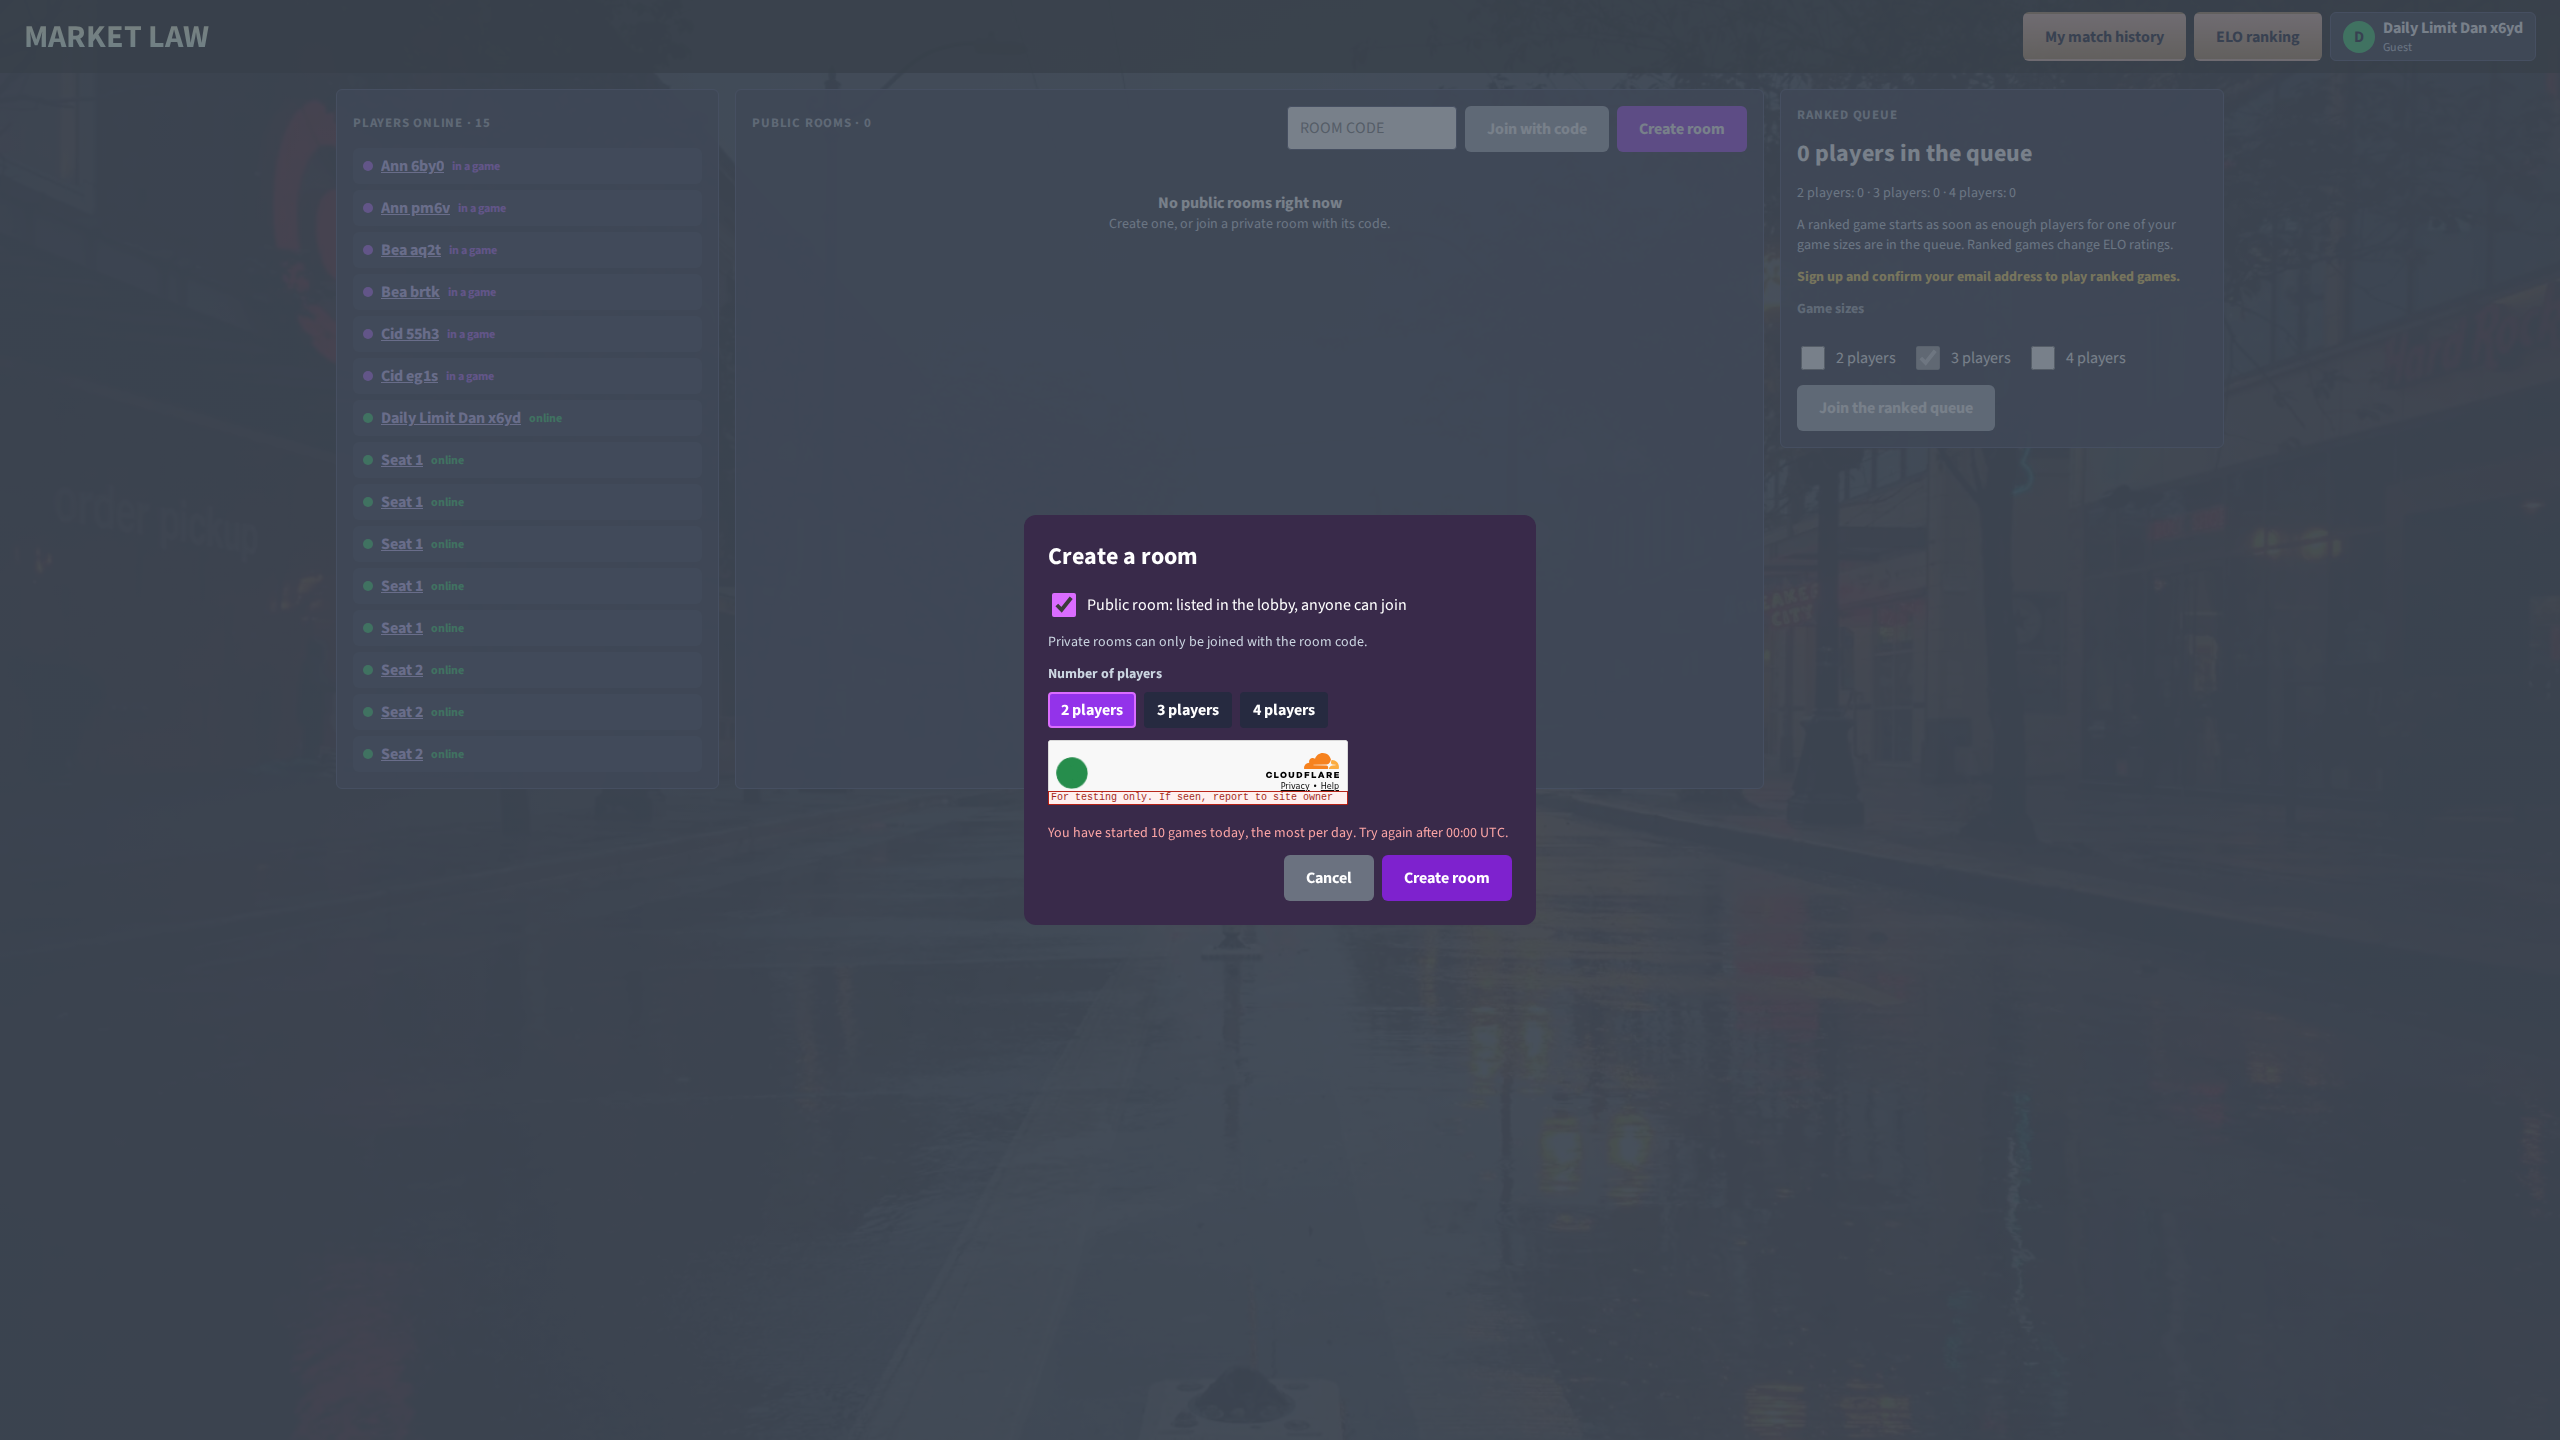 MARKET LAW
My match history
ELO ranking
D
Daily Limit Dan x6yd
Guest
PLAYERS ONLINE · 15
Ann 6by0 in a game
Ann pm6v in a game
Bea aq2t in a game
Bea brtk in a game
Cid 55h3 in a game
Cid eg1s in a game
Daily Limit Dan x6yd online
Seat 1 online
Seat 1 online
Seat 1 online
Seat 1 online
Seat 1 online
Seat 2 online
Seat 2 online
Seat 2 online
PUBLIC ROOMS · 0
ROOM CODE
Join with code
Create room
No public rooms right now
Create one, or join a private room with its code.
RANKED QUEUE
0 players in the queue
2 players: 0 · 3 players: 0 · 4 players: 0
A ranked game starts as soon as enough players for one of your
game sizes are in the queue. Ranked games change ELO ratings.
Sign up and confirm your email address to play ranked games.
Game sizes
2 players
3 players
4 players
Join the ranked queue
order pickup
Create a room
Public room: listed in the lobby, anyone can join
Private rooms can only be joined with the room code.
Number of players
2 players
3 players
4 players
CLOUDFLARE
Privacy • Help
For testing only. If seen, report to site owner
You have started 10 games today, the most per day. Try again after 00:00 UTC.
Cancel
Create room